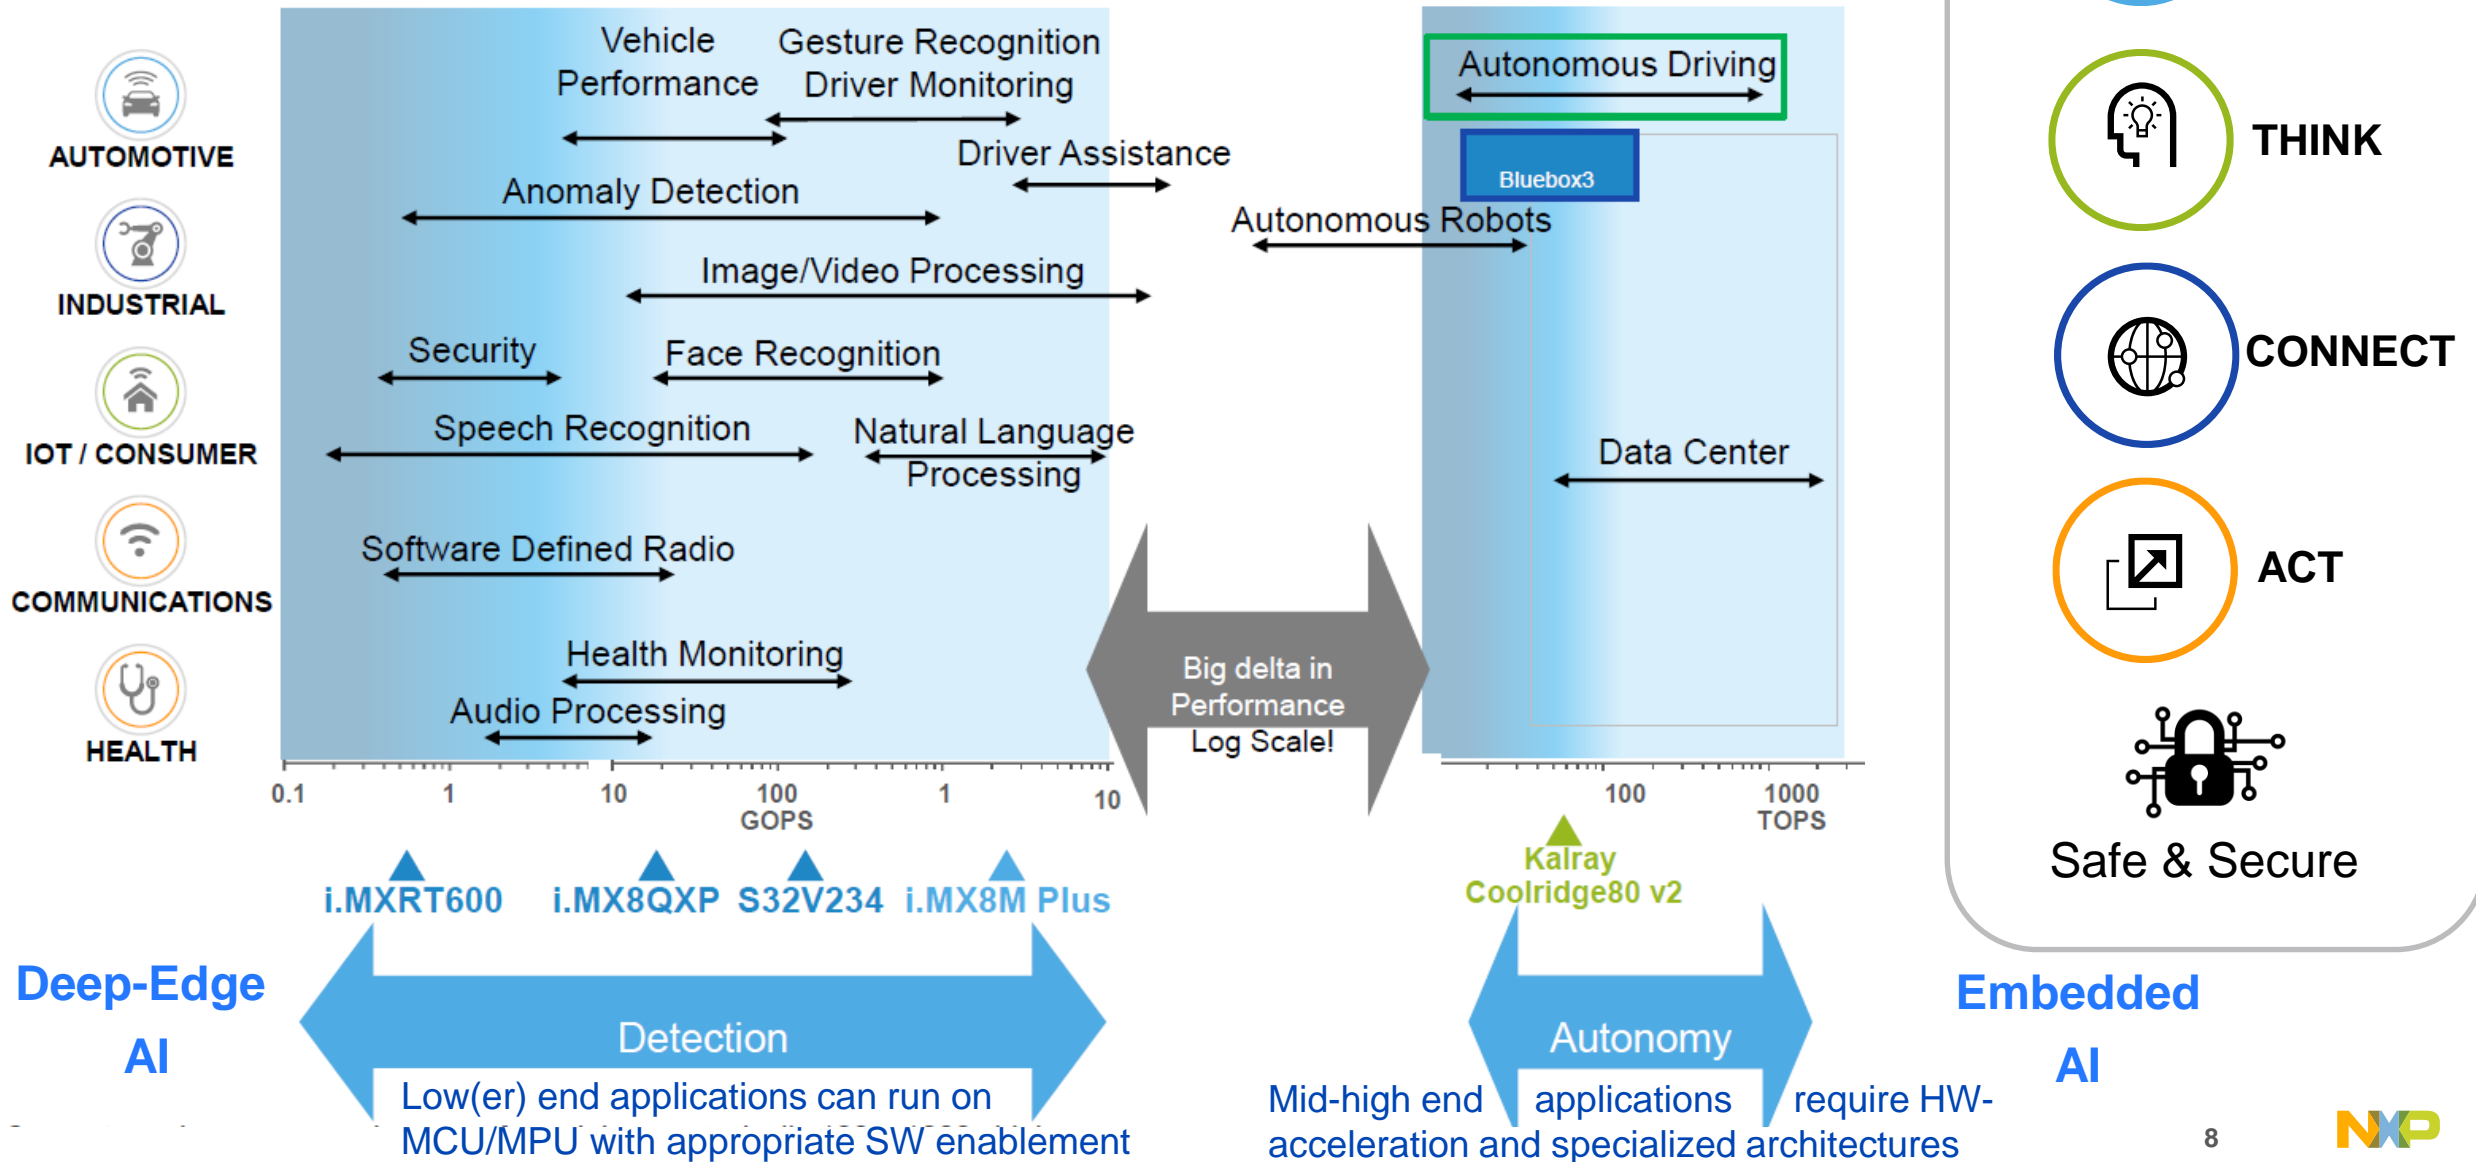 Vehicle
Performance
Gesture Recognition
Driver Monitoring
Autonomous Driving
AUTOMOTIVE
Driver Assistance
Bluebox3
Anomaly Detection
Autonomous Robots
INDUSTRIAL
Image/Video Processing
Security
Face Recognition
IOT / CONSUMER
Speech Recognition
Natural Language
Processing
Data Center
COMMUNICATIONS
Software Defined Radio
HEALTH
Health Monitoring
Audio Processing
Big delta in
Performance
Log Scale!
0.1 1 10 100 1 10 100 1000
GOPS TOPS
i.MXRT600 i.MX8QXP S32V234 i.MX8M Plus
Kalray
Coolridge80 v2
Deep-Edge
AI
Detection
Autonomy
Embedded
AI
Low(er) end applications can run on
MCU/MPU with appropriate SW enablement
Mid-high end applications require HW-
acceleration and specialized architectures
THINK
CONNECT
ACT
Safe & Secure
8
NXP